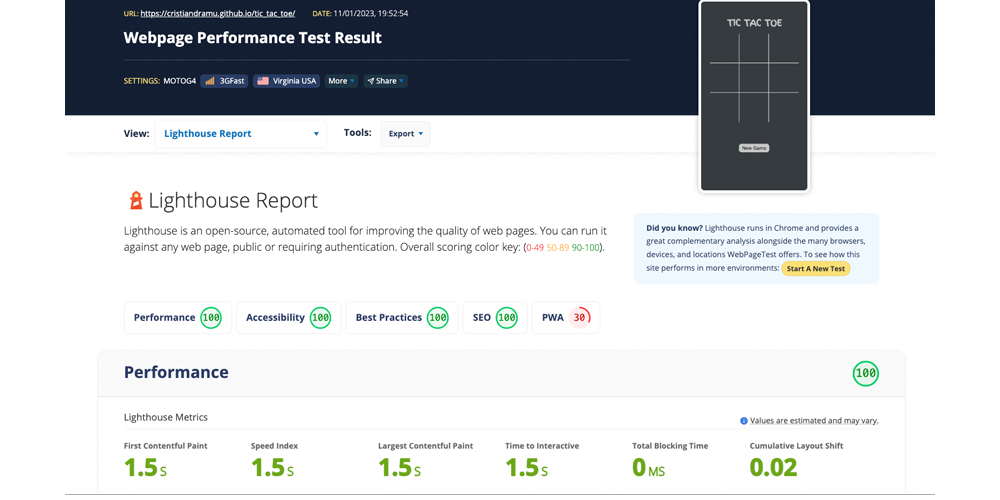 URL: https://cristiandramu.github.io/tic_tac_toe/ DATE: 11/01/2023, 19:52:54
Webpage Performance Test Result
SETTINGS: MOTOG4 3GFast Virginia USA More Share
TIC TAC TOE
New Game
View: Lighthouse Report Tools: Export
Lighthouse Report
Lighthouse is an open-source, automated tool for improving the quality of web pages. You can run it
against any web page, public or requiring authentication. Overall scoring color key: (0-49 50-89 90-100).
Did you know? Lighthouse runs in Chrome and provides a
great complementary analysis alongside the many browsers,
devices, and locations WebPageTest offers. To see how this
site performs in more environments: Start A New Test
Performance 100 Accessibility 100 Best Practices 100 SEO 100 PWA 30
Performance 100
Lighthouse Metrics
Values are estimated and may vary.
First Contentful Paint Speed Index Largest Contentful Paint Time to Interactive Total Blocking Time Cumulative Layout Shift
1.5 S 1.5 S 1.5 S 1.5 S 0 MS 0.02